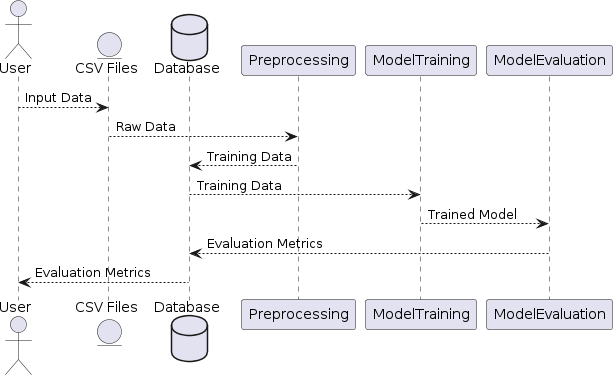 User
CSV Files
Database
Preprocessing
ModelTraining
ModelEvaluation
Input Data
Raw Data
Training Data
Training Data
Trained Model
Evaluation Metrics
Evaluation Metrics
User
CSV Files
Database
Preprocessing
ModelTraining
ModelEvaluation